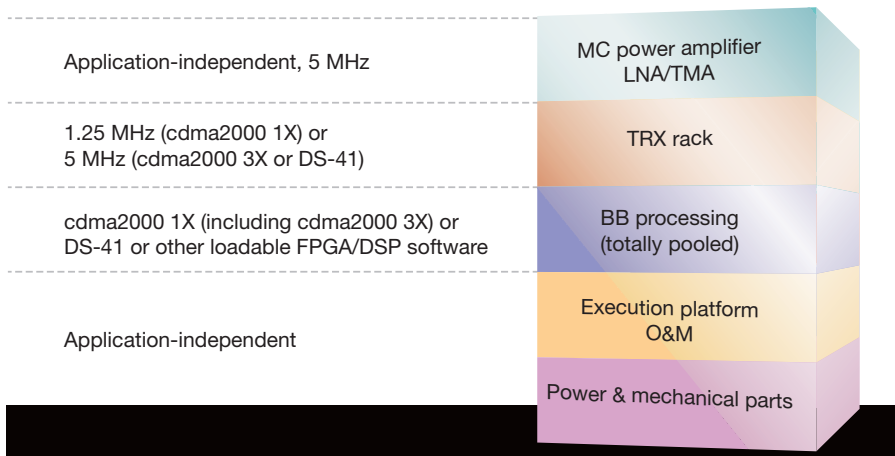 Application-independent, 5 MHz
MC power amplifier
LNA/TMA
1.25 MHz (cdma2000 1X) or
5 MHz (cdma2000 3X or DS-41)
TRX rack
cdma2000 1X (including cdma2000 3X) or
DS-41 or other loadable FPGA/DSP software
BB processing
(totally pooled)
Application-independent
Execution platform
O&M
Power & mechanical parts